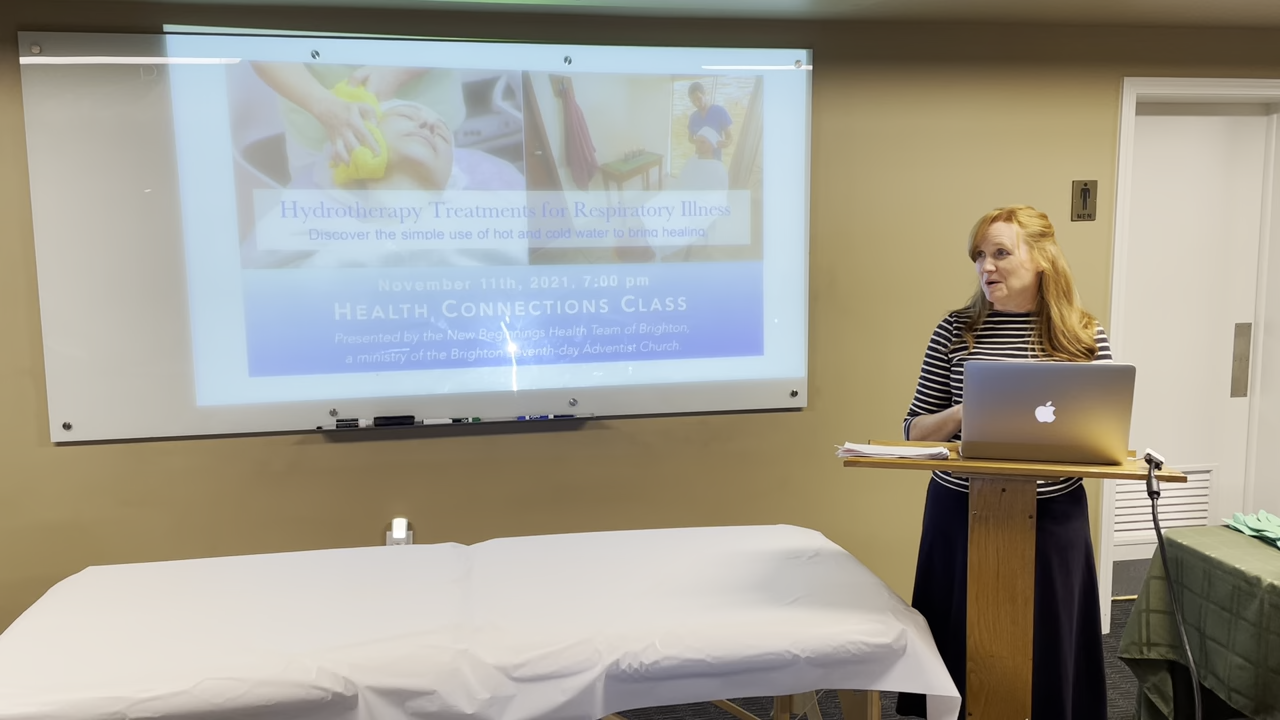 Hydrotherapy Treatments for Respiratory Illness
Discover the simple use of hot and cold water to bring healing.
November 11th, 2021, 7:00 pm
HEALTH CONNECTIONS CLASS
Presented by the New Beginnings Health Team of Brighton,
a ministry of the Brighton Seventh-day Adventist Church.
MEN